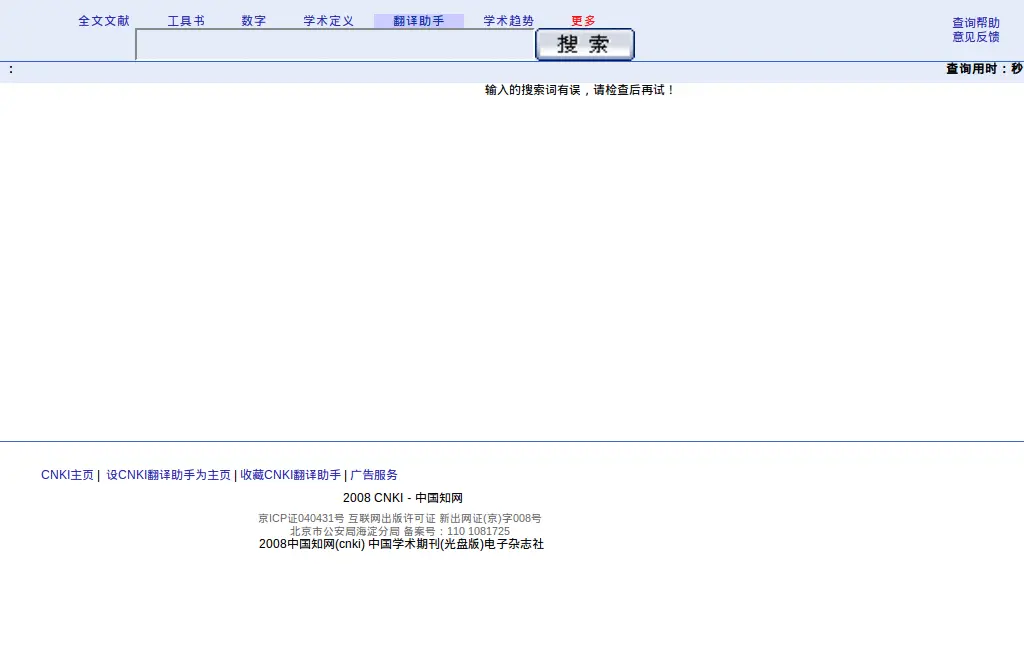 全文文献 工具书 数字 学术定义 翻译助手 学术趋势 更多
查询帮助
意见反馈
搜 索
: 查询用时：秒
输入的搜索词有误，请检查后再试！
CNKI主页 | 设CNKI翻译助手为主页 | 收藏CNKI翻译助手 | 广告服务
2008 CNKI - 中国知网
京ICP证040431号 互联网出版许可证 新出网证(京)字008号
北京市公安局海淀分局 备案号：110 1081725
2008中国知网(cnki) 中国学术期刊(光盘版)电子杂志社